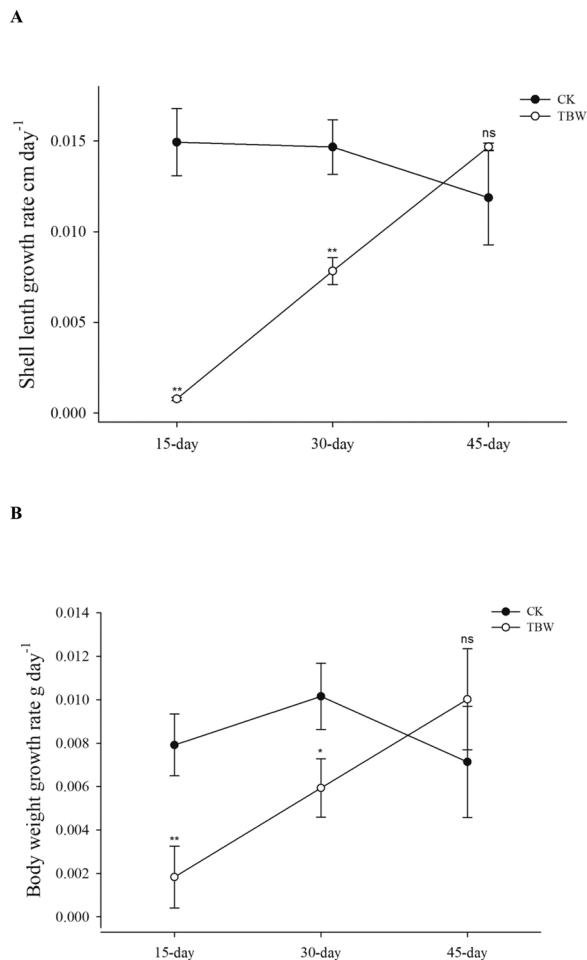 A
CK
TBW
ns
0.015
0.010
0.005
0.000
**
**
Shell lenth growth rate cm day⁻¹
15-day 30-day 45-day
B
CK
TBW
ns
0.014
0.012
0.010
0.008
0.006
0.004
0.002
0.000
*
**
Body weight growth rate g day⁻¹
15-day 30-day 45-day